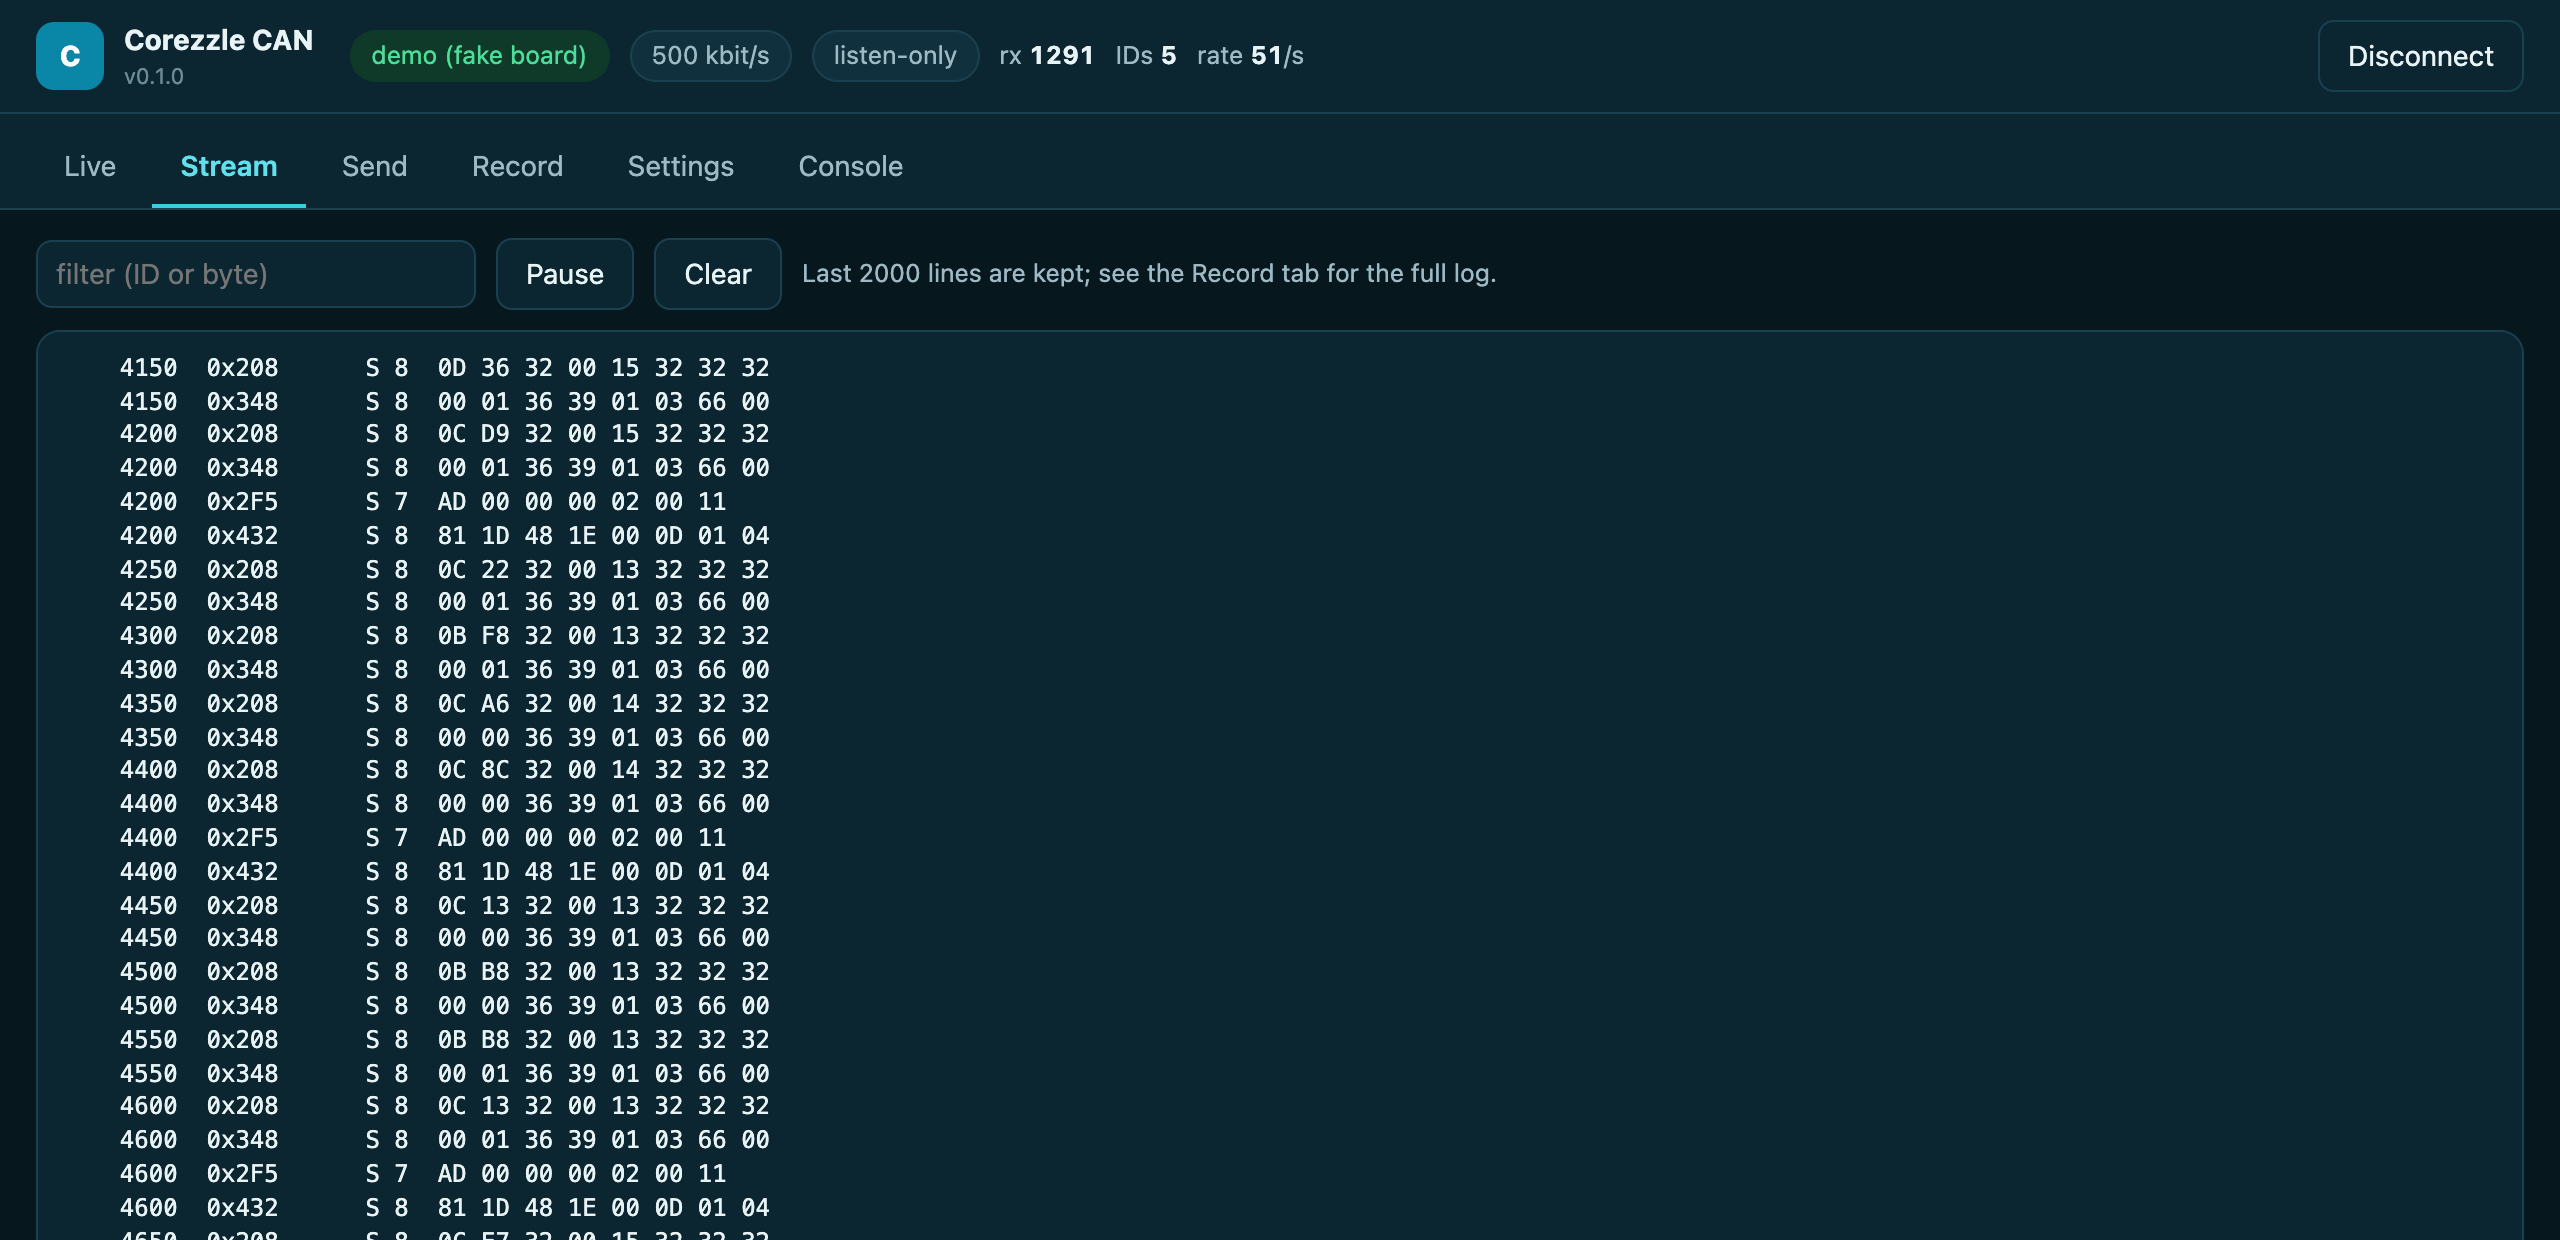 C
Corezzle CAN
v0.1.0
demo (fake board)
500 kbit/s
listen-only
rx 1291 IDs 5 rate 51/s
Disconnect
Live Stream Send Record Settings Console
filter (ID or byte)
Pause
Clear
Last 2000 lines are kept; see the Record tab for the full log.
4150 0x208 S 8 0D 36 32 00 15 32 32 32
4150 0x348 S 8 00 01 36 39 01 03 66 00
4200 0x208 S 8 0C D9 32 00 15 32 32 32
4200 0x348 S 8 00 01 36 39 01 03 66 00
4200 0x2F5 S 7 AD 00 00 00 02 00 11
4200 0x432 S 8 81 1D 48 1E 00 0D 01 04
4250 0x208 S 8 0C 22 32 00 13 32 32 32
4250 0x348 S 8 00 01 36 39 01 03 66 00
4300 0x208 S 8 0B F8 32 00 13 32 32 32
4300 0x348 S 8 00 01 36 39 01 03 66 00
4350 0x208 S 8 0C A6 32 00 14 32 32 32
4350 0x348 S 8 00 00 36 39 01 03 66 00
4400 0x208 S 8 0C 8C 32 00 14 32 32 32
4400 0x348 S 8 00 00 36 39 01 03 66 00
4400 0x2F5 S 7 AD 00 00 00 02 00 11
4400 0x432 S 8 81 1D 48 1E 00 0D 01 04
4450 0x208 S 8 0C 13 32 00 13 32 32 32
4450 0x348 S 8 00 00 36 39 01 03 66 00
4500 0x208 S 8 0B B8 32 00 13 32 32 32
4500 0x348 S 8 00 00 36 39 01 03 66 00
4550 0x208 S 8 0B B8 32 00 13 32 32 32
4550 0x348 S 8 00 01 36 39 01 03 66 00
4600 0x208 S 8 0C 13 32 00 13 32 32 32
4600 0x348 S 8 00 01 36 39 01 03 66 00
4600 0x2F5 S 7 AD 00 00 00 02 00 11
4600 0x432 S 8 81 1D 48 1E 00 0D 01 04